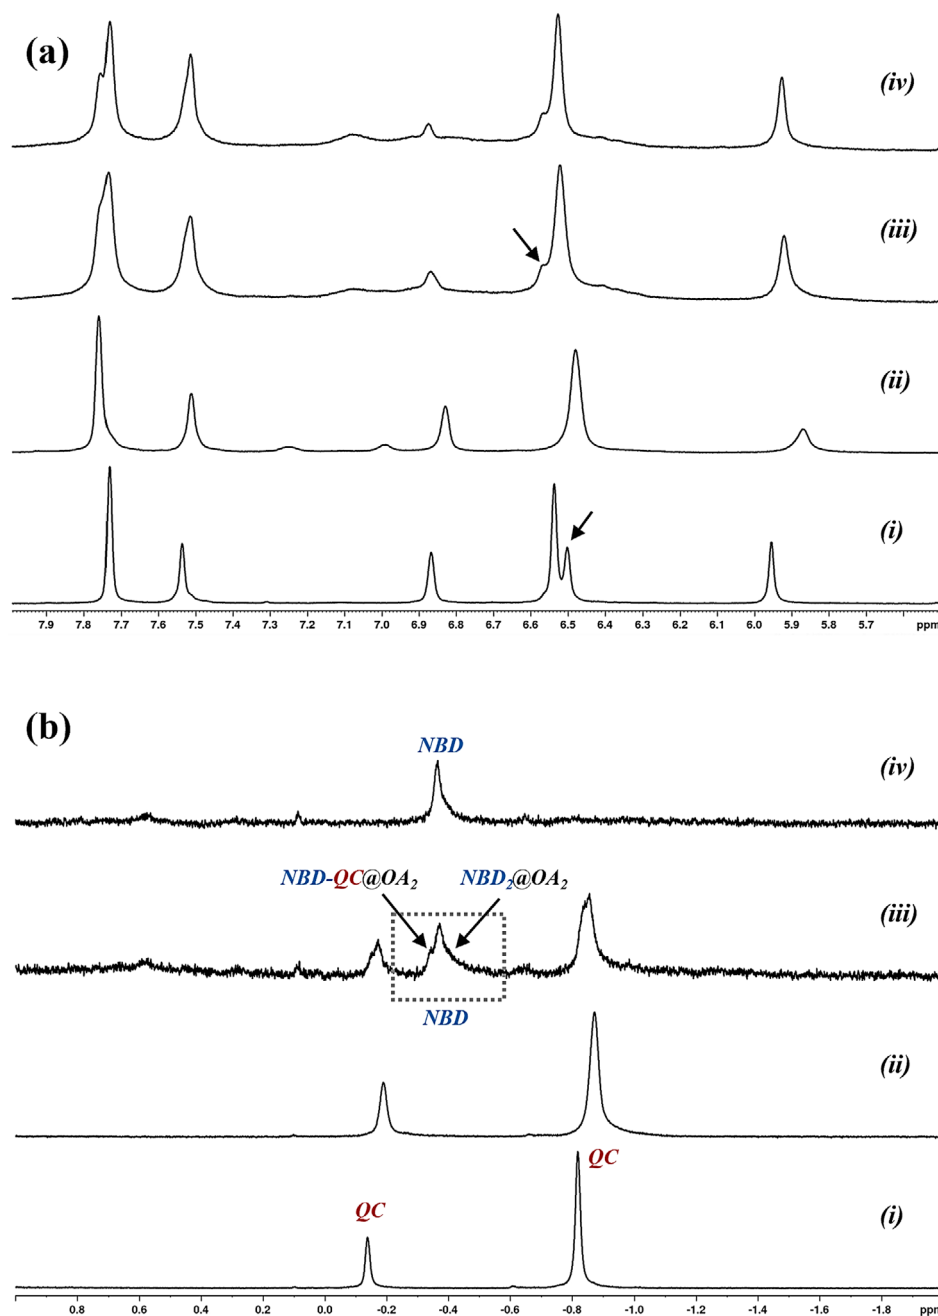 (a)
(iv)
(iii)
(ii)
(i)
7.9 7.8 7.7 7.6 7.5 7.4 7.3 7.2 7.1 7.0 6.9 6.8 6.7 6.6 6.5 6.4 6.3 6.2 6.1 6.0 5.9 5.8 5.7 ppm
(b)
NBD
(iv)
NBD-QC@OA₂ NBD₂@OA₂
(iii)
NBD
(ii)
QC
QC
(i)
0.8 0.6 0.4 0.2 0.0 -0.2 -0.4 -0.6 -0.8 -1.0 -1.2 -1.4 -1.6 -1.8 ppm